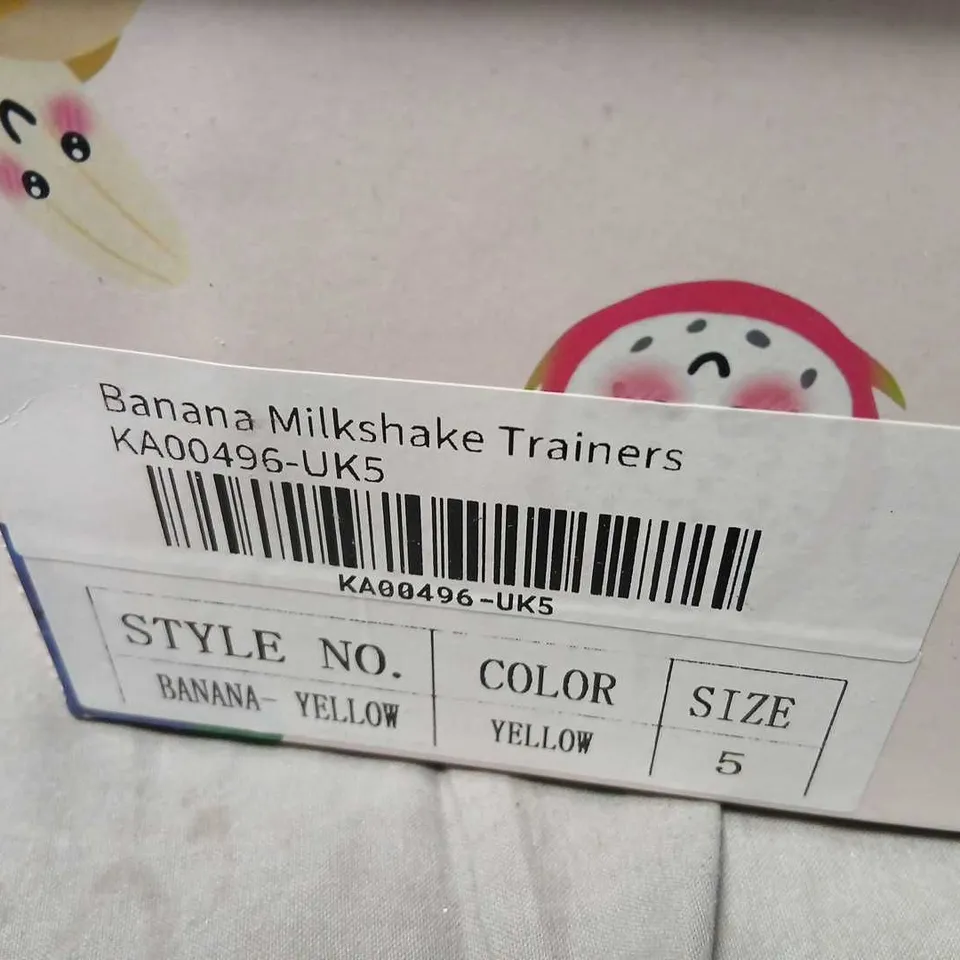 Banana Milkshake Trainers
KA00496-UK5
KA00496-UK5
STYLE NO. COLOR SIZE
BANANA- YELLOW YELLOW 5